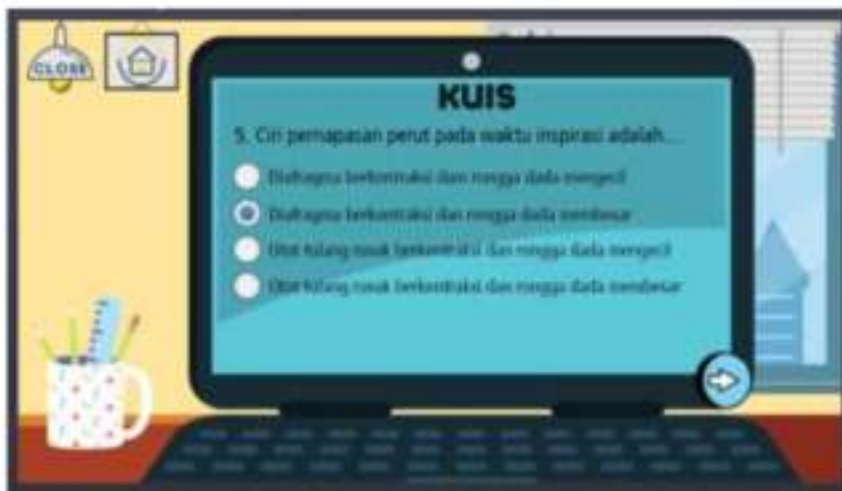 CLOSE
KUIS
5. Ciri pernapasan perut pada waktu inspirasi adalah...
Diafragma berkontraksi dan rongga dada mengecil
Diafragma berkontraksi dan rongga dada membesar
Otot tulang rusuk berkontraksi dan rongga dada mengecil
Otot tulang rusuk berkontraksi dan rongga dada membesar